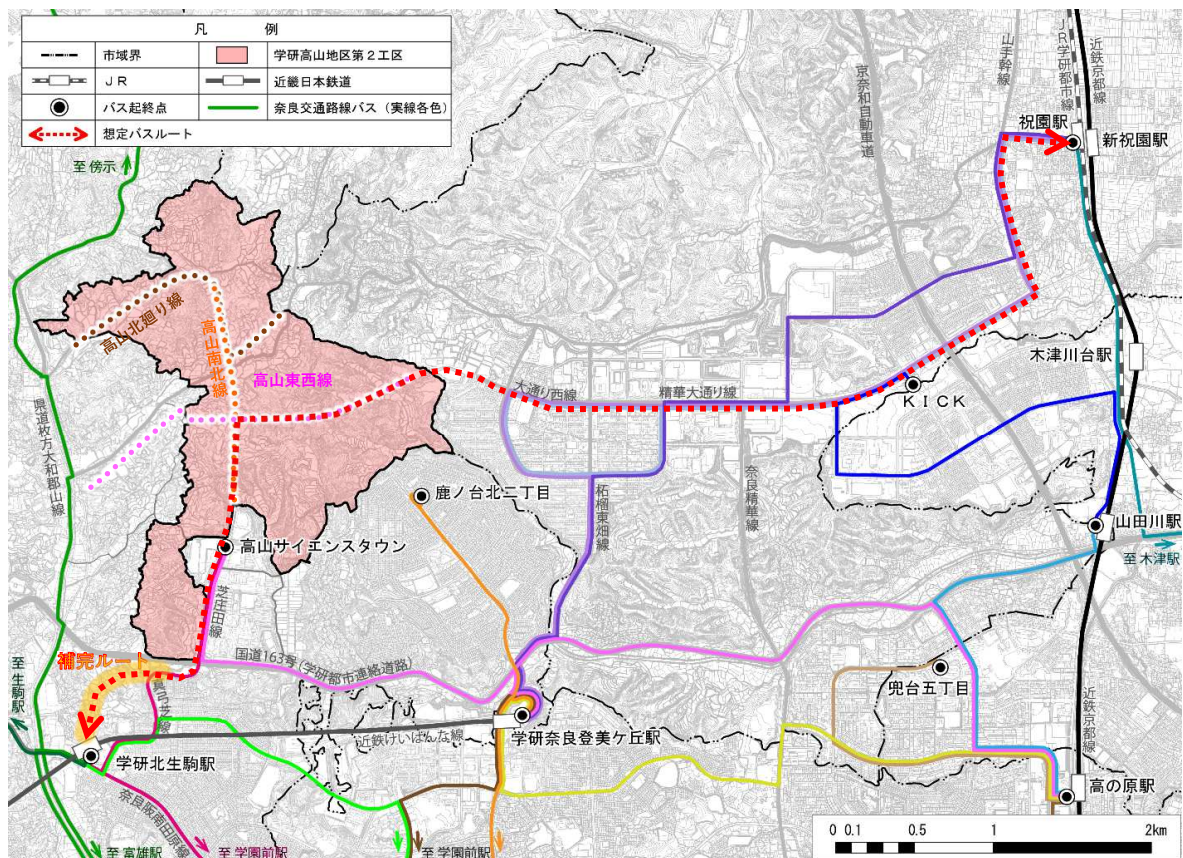 凡 例
市域界
学研高山地区第2工区
ＪＲ
近畿日本鉄道
バス起終点
奈良交通路線バス（実線各色）
想定バスルート
至 傍示
山手幹線
JR学研都市線
近鉄京都線
京奈和自動車道
祝園駅
新祝園駅
高山北廻り線
高山南北線
高山東西線
大通り西線
精華大通り線
木津川台駅
ＫＩＣＫ
県道枚方大和郡山線
鹿ノ台北二丁目
柘榴東畑線
奈良精華線
山田川駅
至 木津駅
高山サイエンスタウン
芝庄田線
補完ルート
国道163号（学研都市連絡道路）
至 生駒駅
兜台五丁目
近鉄京都線
学研北生駒駅
近鉄けいはんな線
学研奈良登美ケ丘駅
高の原駅
奈良阪南田原線
至 富雄駅
至 学園前駅
至 学園前駅
0 0.1 0.5 1 2km